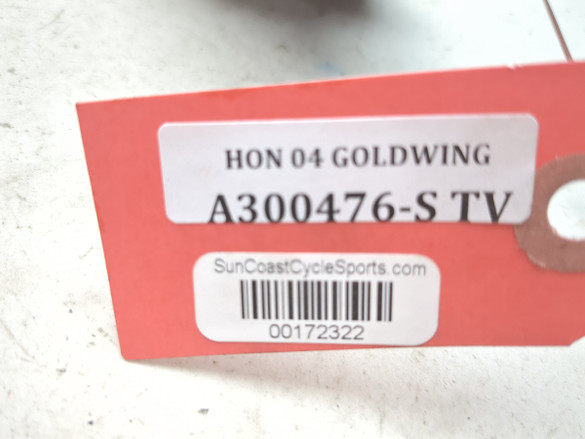 HON 04 GOLDWING
A300476-S TV
SunCoastCycleSports.com
00172322